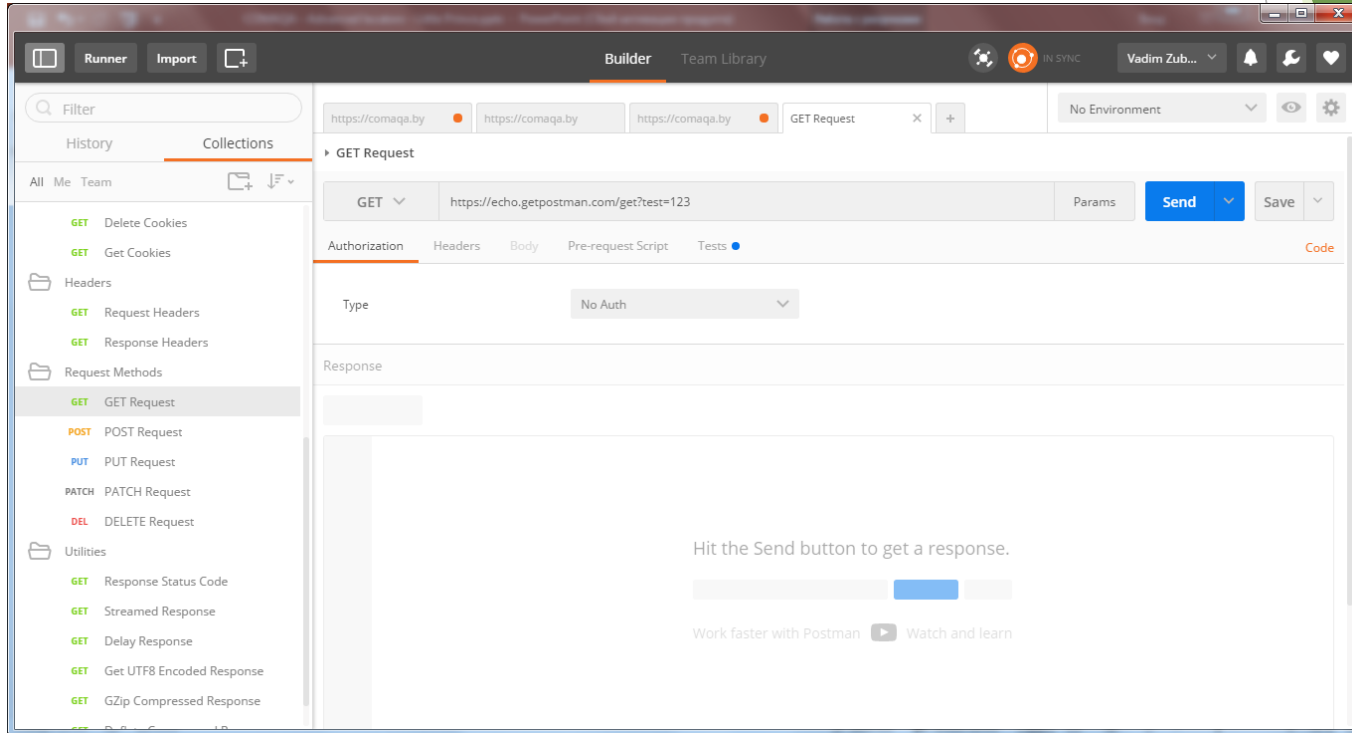 Runner Import Builder Team Library IN SYNC Vadim Zub...
Filter
https://comaqa.by https://comaqa.by https://comaqa.by GET Request No Environment
History Collections
GET Request
All Me Team
GET https://echo.getpostman.com/get?test=123 Params Send Save
GET Delete Cookies
Authorization Headers Body Pre-request Script Tests Code
GET Get Cookies
Headers
Type No Auth
GET Request Headers
GET Response Headers
Response
Request Methods
GET GET Request
POST POST Request
PUT PUT Request
PATCH PATCH Request
DEL DELETE Request
Hit the Send button to get a response.
Utilities
GET Response Status Code
GET Streamed Response
Work faster with Postman Watch and learn
GET Delay Response
GET Get UTF8 Encoded Response
GET GZip Compressed Response